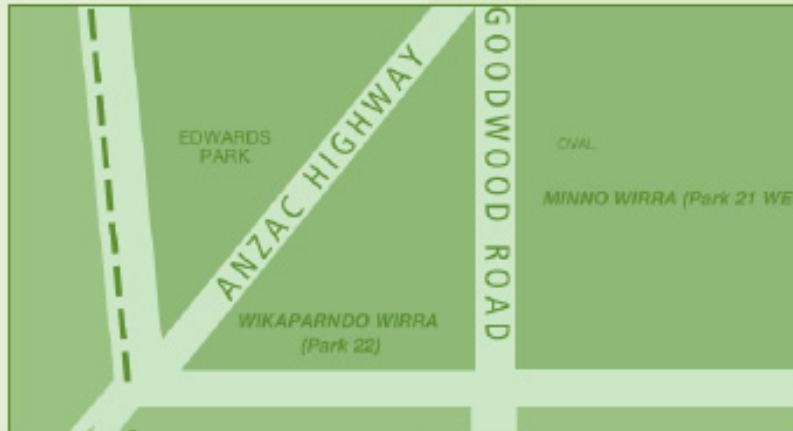 GOODWOOD ROAD
ANZAC HIGHWAY
EDWARDS
PARK
OVAL
MINNO WIRRA (Park 21 WE
WIKAPARNDO WIRRA
(Park 22)